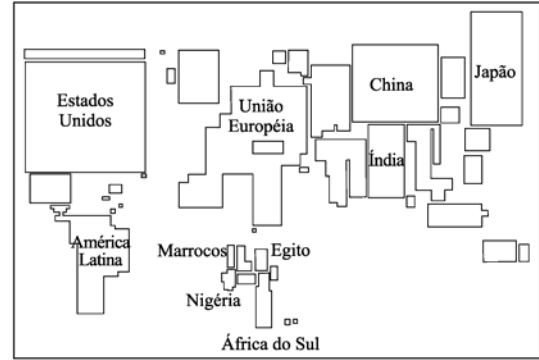 Estados
Unidos
União
Européia
China
Japão
Índia
América
Latina
Marrocos
Egito
Nigéria
África do Sul